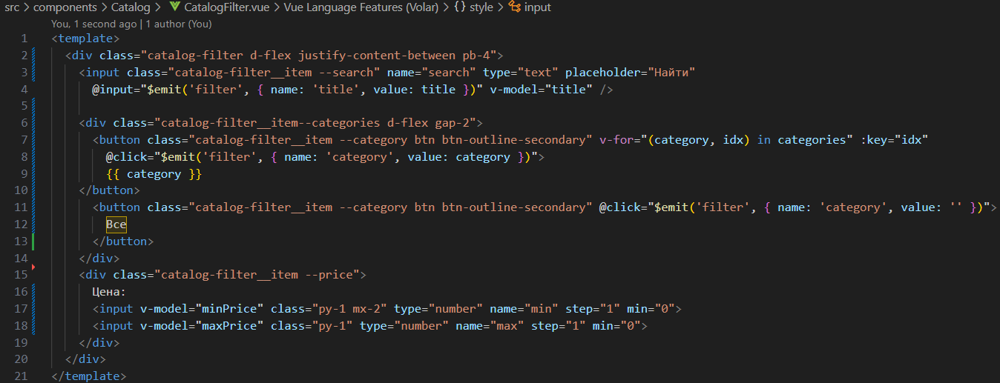 src > components > Catalog > CatalogFilter.vue > Vue Language Features (Volar) > {} style > input
You, 1 second ago | 1 author (You)
1 <template>
2 <div class="catalog-filter d-flex justify-content-between pb-4">
3 <input class="catalog-filter__item --search" name="search" type="text" placeholder="Найти"
4 @input="$emit('filter', { name: 'title', value: title })" v-model="title" />
5
6 <div class="catalog-filter__item--categories d-flex gap-2">
7 <button class="catalog-filter__item --category btn btn-outline-secondary" v-for="(category, idx) in categories" :key="idx"
8 @click="$emit('filter', { name: 'category', value: category })">
9 {{ category }}
10 </button>
11 <button class="catalog-filter__item --category btn btn-outline-secondary" @click="$emit('filter', { name: 'category', value: '' })">
12 Все
13 </button>
14 </div>
15 <div class="catalog-filter__item --price">
16 Цена:
17 <input v-model="minPrice" class="py-1 mx-2" type="number" name="min" step="1" min="0">
18 <input v-model="maxPrice" class="py-1" type="number" name="max" step="1" min="0">
19 </div>
20 </div>
21 </template>